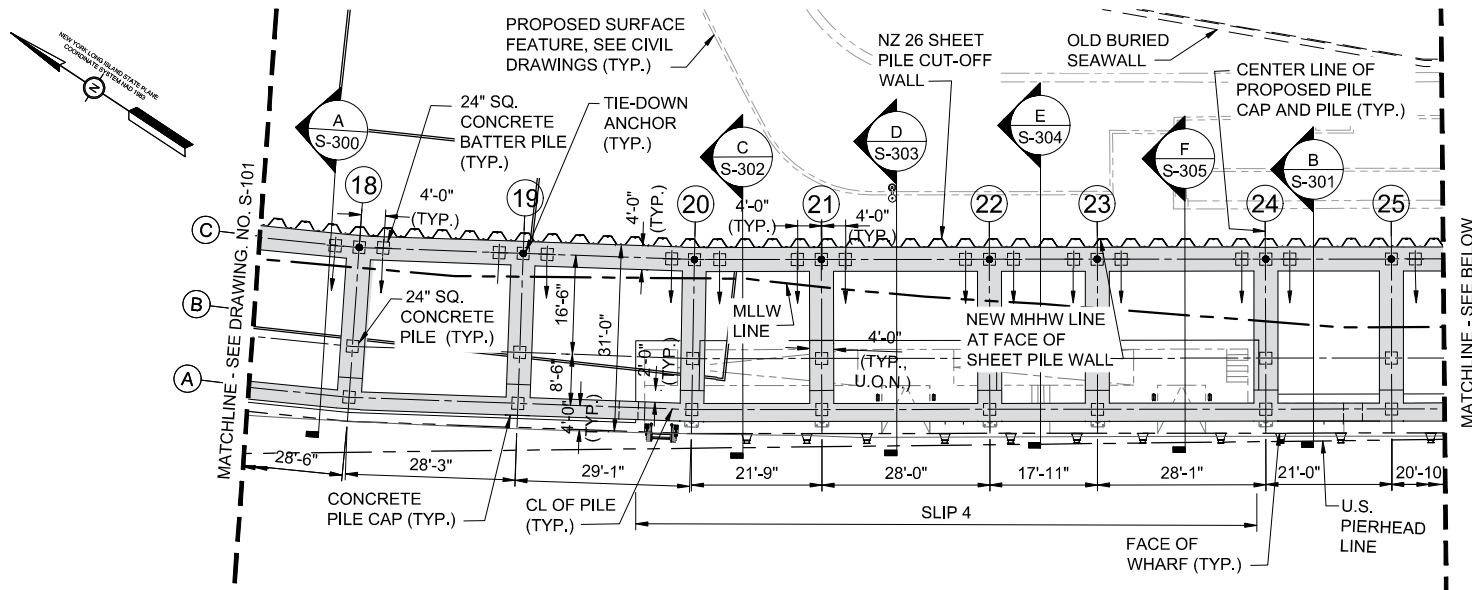 PROPOSED SURFACE
FEATURE, SEE CIVIL
DRAWINGS (TYP.)
NZ 26 SHEET
PILE CUT-OFF
WALL
OLD BURIED
SEAWALL
CENTER LINE OF
PROPOSED PILE
CAP AND PILE (TYP.)
NEW YORK LONG ISLAND STATE PLANE
COORDINATE SYSTEM NAD 1983
N
24" SQ.
CONCRETE
BATTER PILE
(TYP.)
TIE-DOWN
ANCHOR
(TYP.)
A
S-300
C
S-302
D
S-303
E
S-304
F
S-305
B
S-301
18
19
20
21
22
23
24
25
4'-0"
(TYP.)
4'-0"
(TYP.)
4'-0"
(TYP.)
4'-0"
(TYP.)
C
B
A
24" SQ.
CONCRETE
PILE (TYP.)
16'-6"
31'-0"
8'-6"
4'-0"
(TYP.)
2'-0"
(TYP.)
MLLW
LINE
4'-0"
(TYP.,
U.O.N.)
NEW MHHW LINE
AT FACE OF
SHEET PILE WALL
MATCHLINE - SEE DRAWING. NO. S-101
MATCHLINE - SEE BELOW
28'-6"
28'-3"
29'-1"
21'-9"
28'-0"
17'-11"
28'-1"
21'-0"
20'-10
CONCRETE
PILE CAP (TYP.)
CL OF PILE
(TYP.)
SLIP 4
FACE OF
WHARF (TYP.)
U.S.
PIERHEAD
LINE